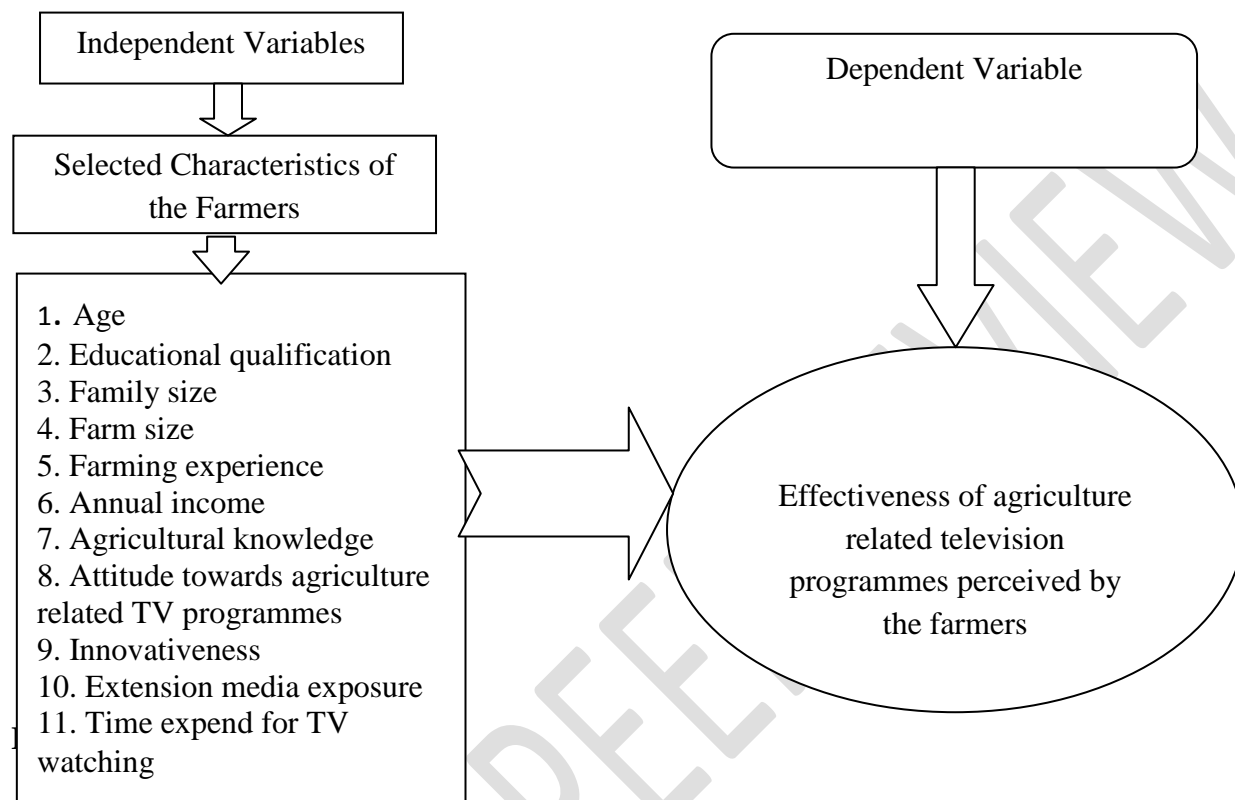 Independent Variables
Selected Characteristics of
the Farmers
1. Age
2. Educational qualification
3. Family size
4. Farm size
5. Farming experience
6. Annual income
7. Agricultural knowledge
8. Attitude towards agriculture
related TV programmes
9. Innovativeness
10. Extension media exposure
11. Time expend for TV
watching
Dependent Variable
Effectiveness of agriculture
related television
programmes perceived by
the farmers